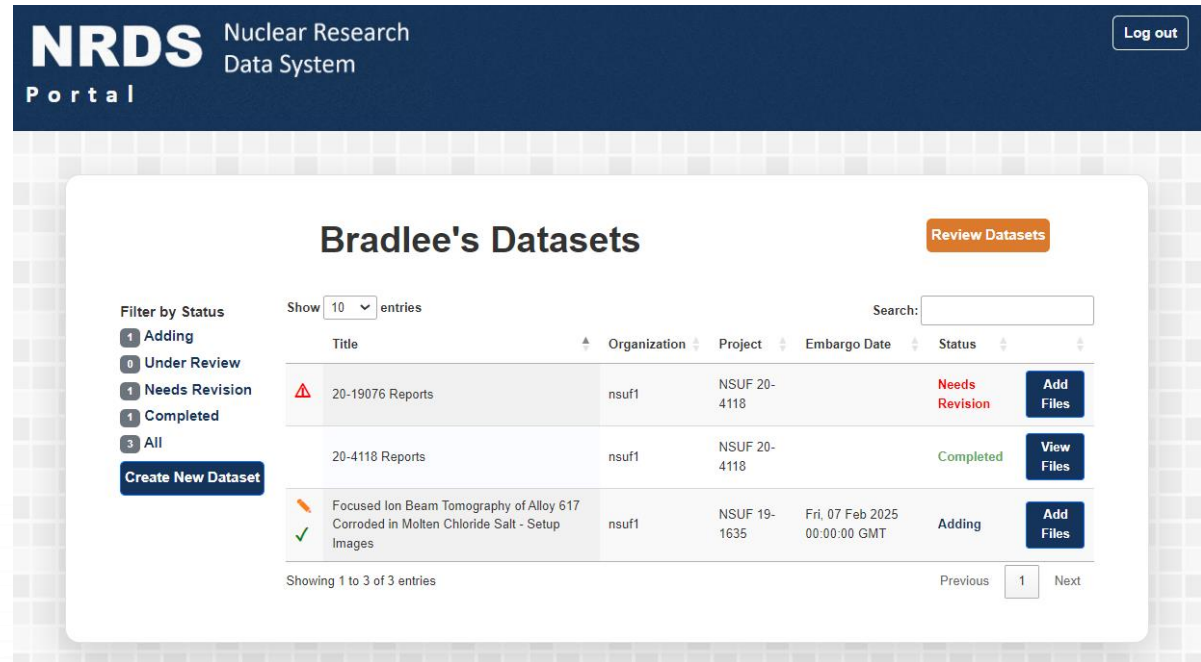 NRDS
Nuclear Research
Data System
Portal
Log out
Bradlee's Datasets
Review Datasets
Filter by Status
1 Adding
0 Under Review
1 Needs Revision
1 Completed
3 All
Create New Dataset
Show 10 entries
Search:
Title Organization Project Embargo Date Status
20-19076 Reports nsuf1 NSUF 20-
4118
Needs
Revision
Add
Files
20-4118 Reports nsuf1 NSUF 20-
4118
Completed
View
Files
Focused Ion Beam Tomography of Alloy 617
Corroded in Molten Chloride Salt - Setup
Images
nsuf1
NSUF 19-
1635
Fri, 07 Feb 2025
00:00:00 GMT
Adding
Add
Files
Showing 1 to 3 of 3 entries
Previous 1 Next